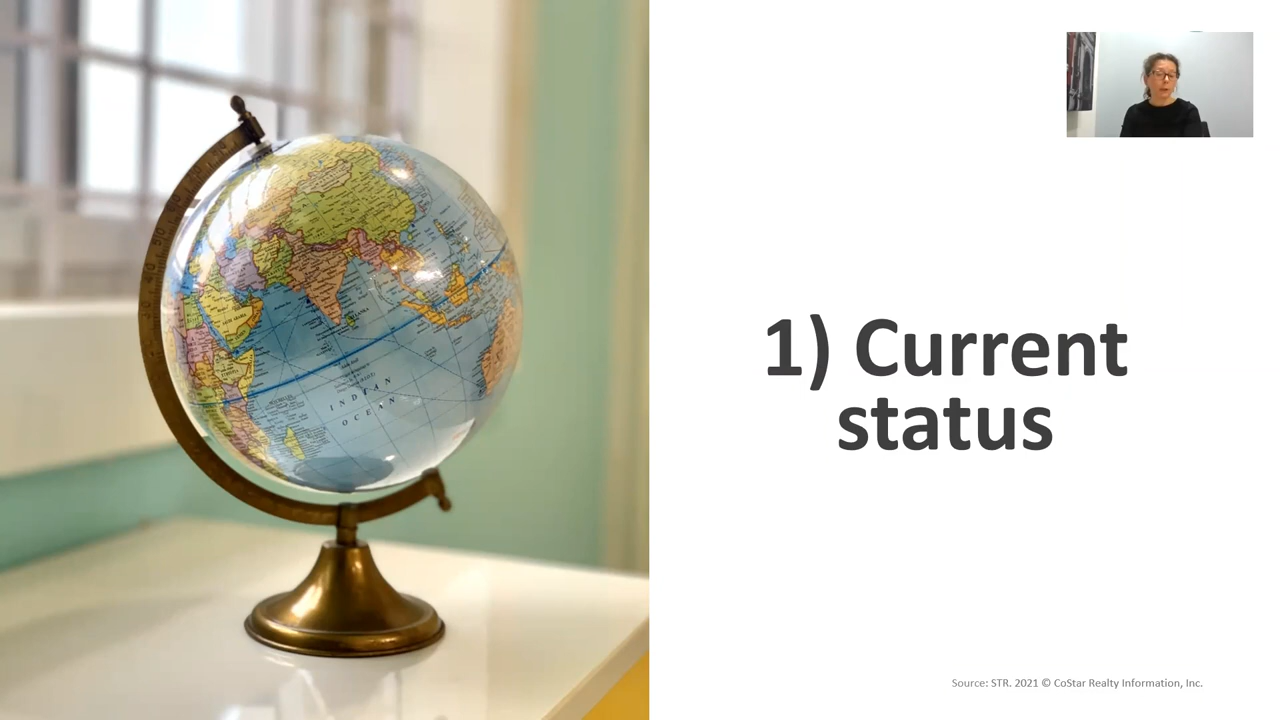 1) Current
status
INDIAN
OCEAN
Source: STR. 2021 © CoStar Realty Information, Inc.